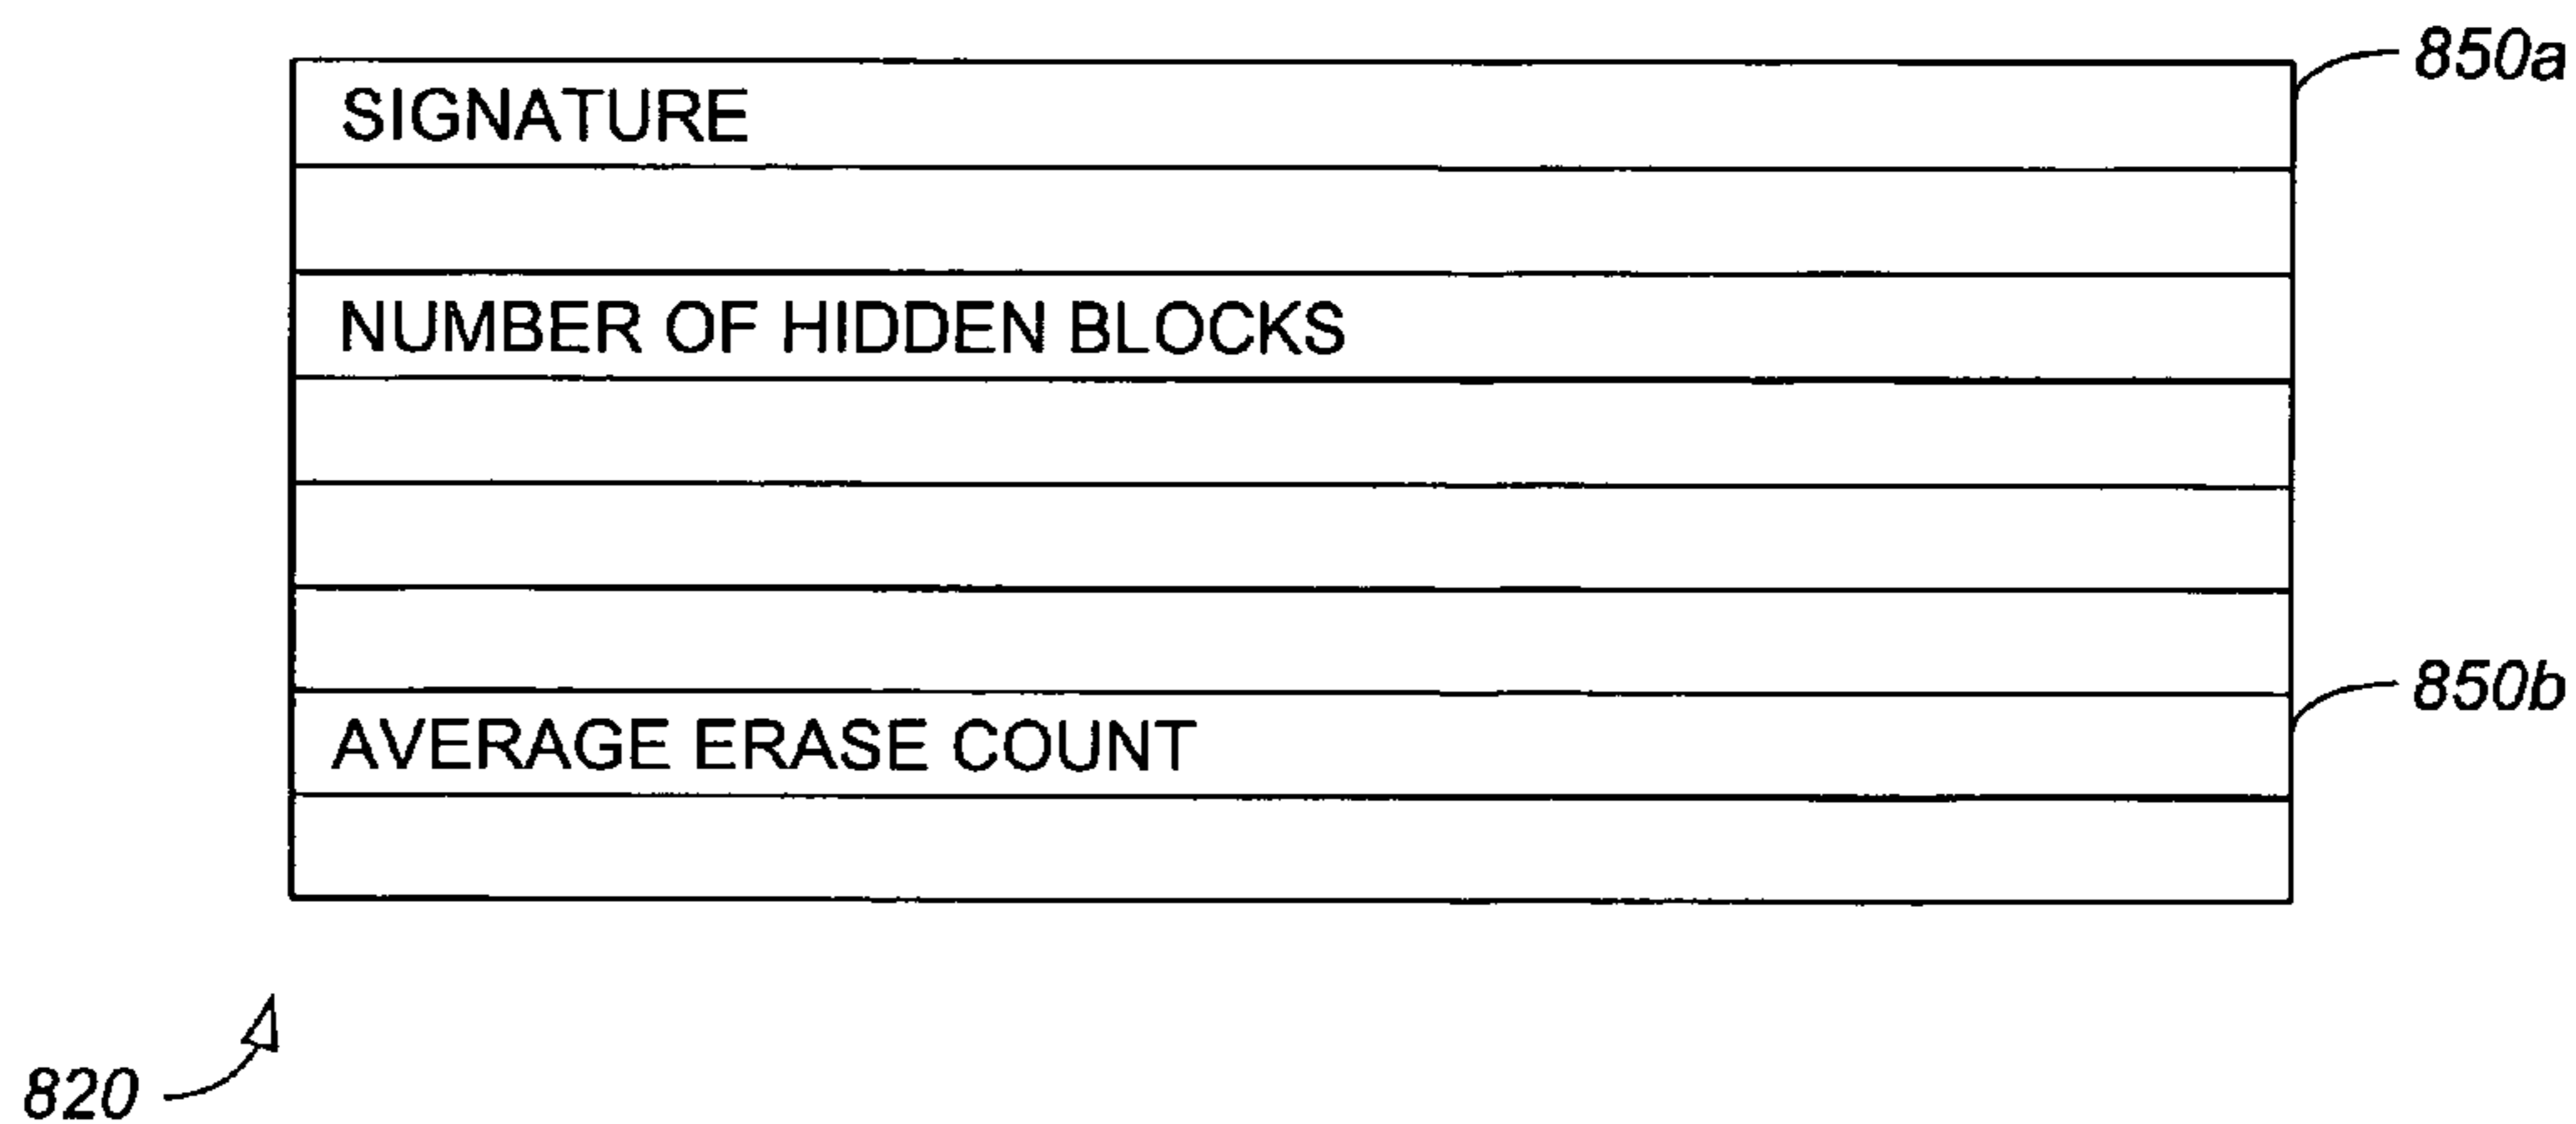 850a
SIGNATURE
NUMBER OF HIDDEN BLOCKS
850b
AVERAGE ERASE COUNT
820